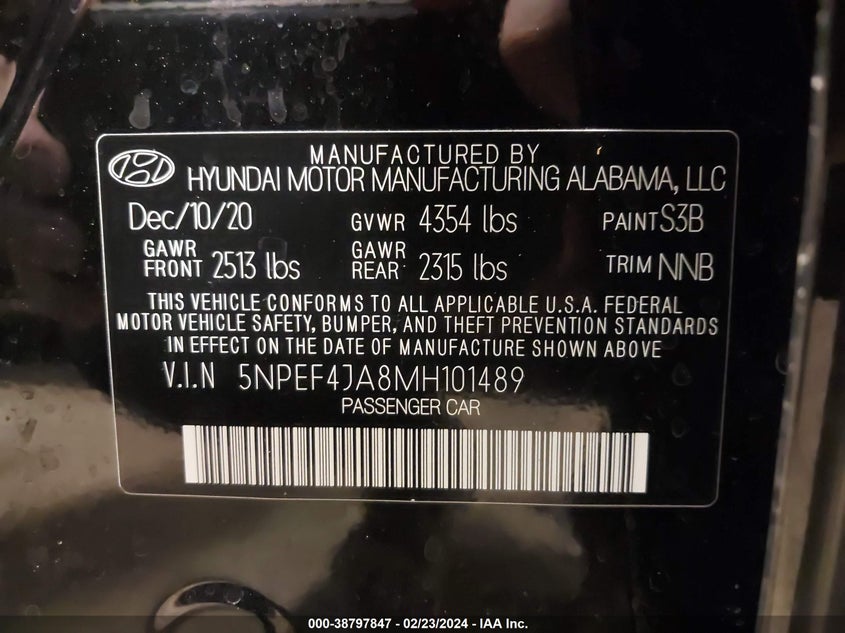 MANUFACTURED BY
HYUNDAI MOTOR MANUFACTURING ALABAMA, LLC
Dec/10/20 GVWR 4354 lbs PAINT S3B
GAWR FRONT 2513 lbs GAWR REAR 2315 lbs TRIM NNB
THIS VEHICLE CONFORMS TO ALL APPLICABLE U.S.A. FEDERAL
MOTOR VEHICLE SAFETY, BUMPER, AND THEFT PREVENTION STANDARDS
IN EFFECT ON THE DATE OF MANUFACTURE SHOWN ABOVE
V.I.N 5NPEF4JA8MH101489
PASSENGER CAR
000-38797847 - 02/23/2024 - IAA Inc.